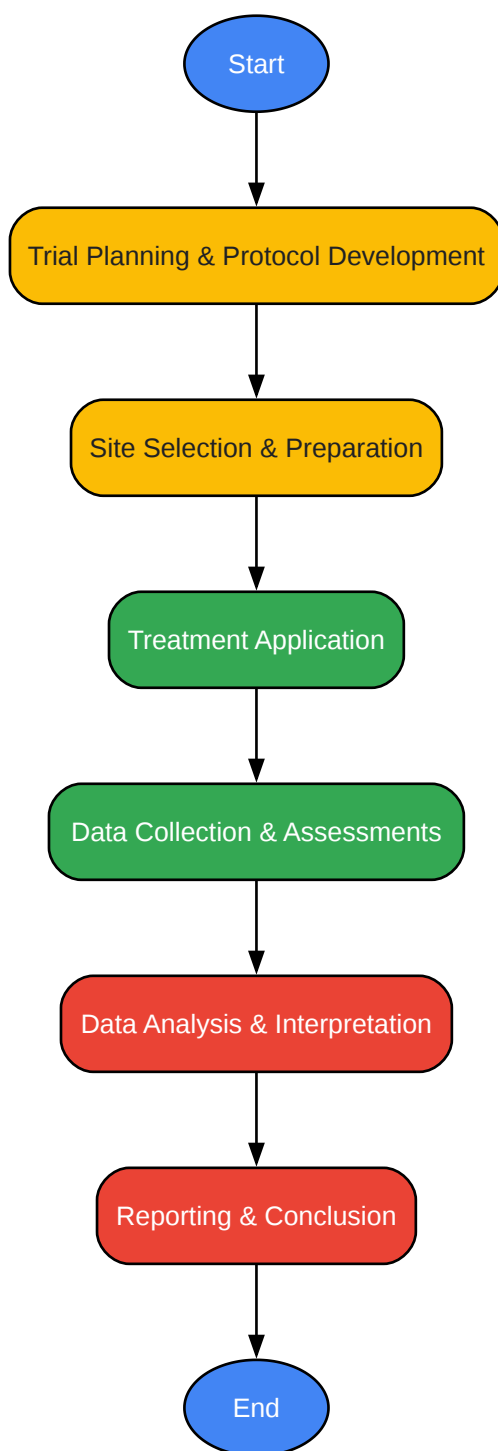 Start
Trial Planning & Protocol Development
Site Selection & Preparation
Treatment Application
Data Collection & Assessments
Data Analysis & Interpretation
Reporting & Conclusion
End